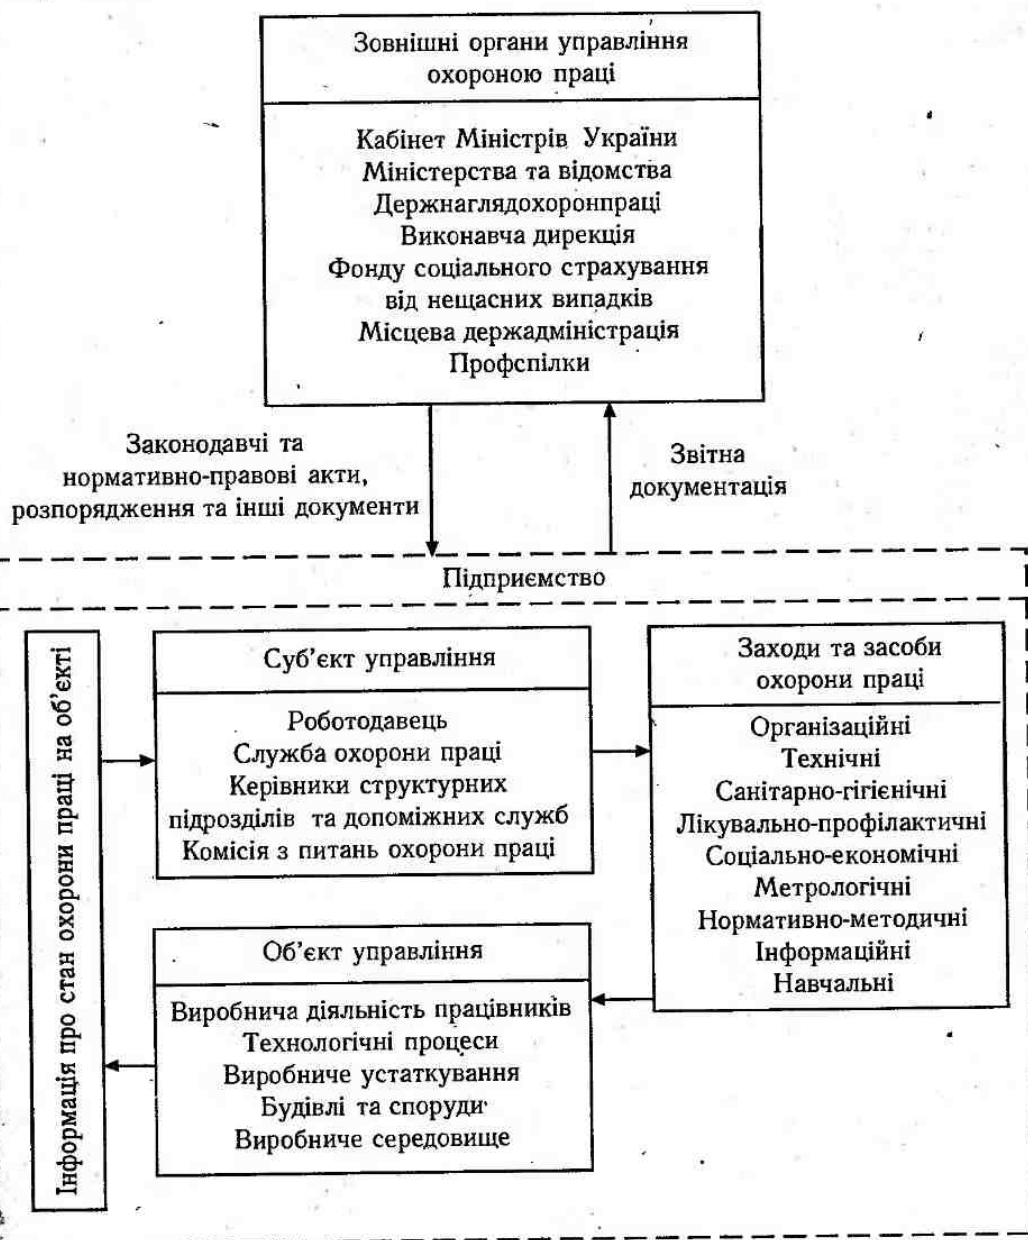 Зовнішні органи управління
охороною праці
Кабінет Міністрів України
Міністерства та відомства
Держнаглядохоронпраці
Виконавча дирекція
Фонду соціального страхування
від нещасних випадків
Місцева держадміністрація
Профспілки
Законодавчі та
нормативно-правові акти,
розпорядження та інші документи
Звітна
документація
Підприємство
Інформація про стан охорони праці на об’єкті
Суб’єкт управління
Роботодавець
Служба охорони праці
Керівники структурних
підрозділів та допоміжних служб
Комісія з питань охорони праці
Заходи та засоби
охорони праці
Організаційні
Технічні
Санітарно-гігієнічні
Лікувально-профілактичні
Соціально-економічні
Метрологічні
Нормативно-методичні
Інформаційні
Навчальні
Об’єкт управління
Виробнича діяльність працівників
Технологічні процеси
Виробниче устаткування
Будівлі та споруди
Виробниче середовище